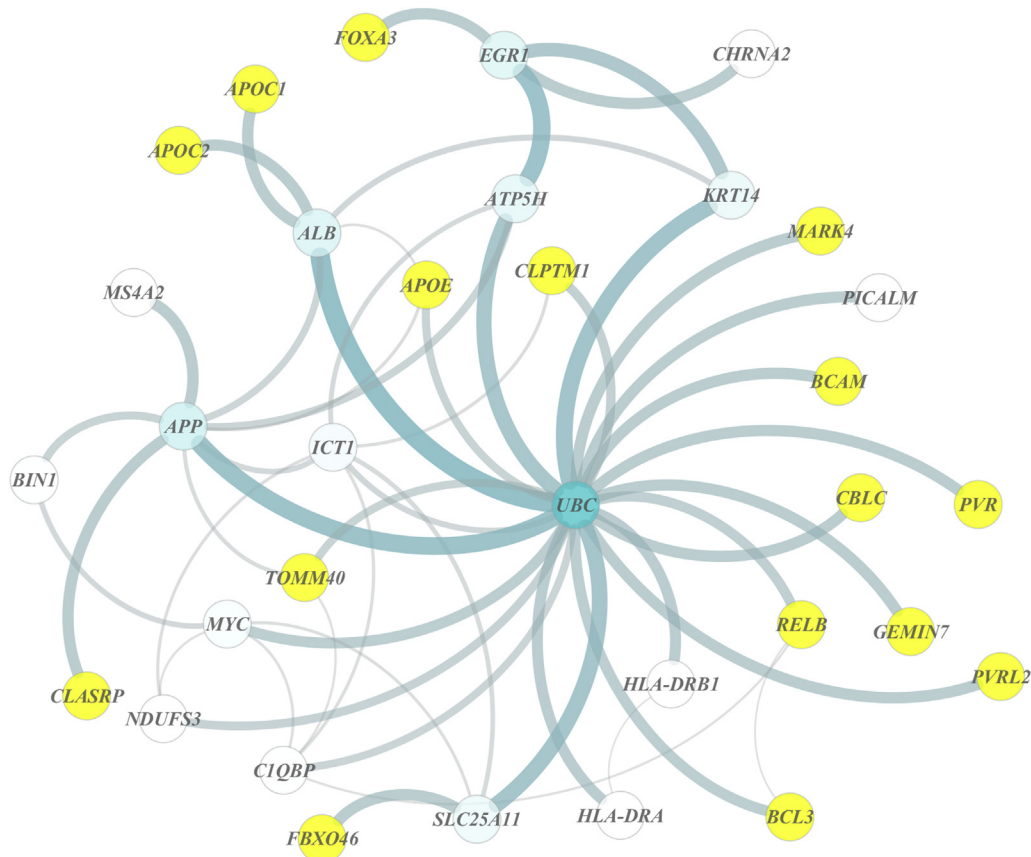 FOXA3
EGR1
CHRNA2
APOC1
APOC2
ATP5H
KRT14
ALB
MARK4
APOE
CLPTM1
MS4A2
PICALM
BCAM
APP
ICT1
BIN1
UBC
CBLC
PVR
TOMM40
MYC
RELB
GEMIN7
CLASRP
NDUFS3
HLA-DRB1
PVRL2
C1QBP
FBXO46
SLC25A11
HLA-DRA
BCL3